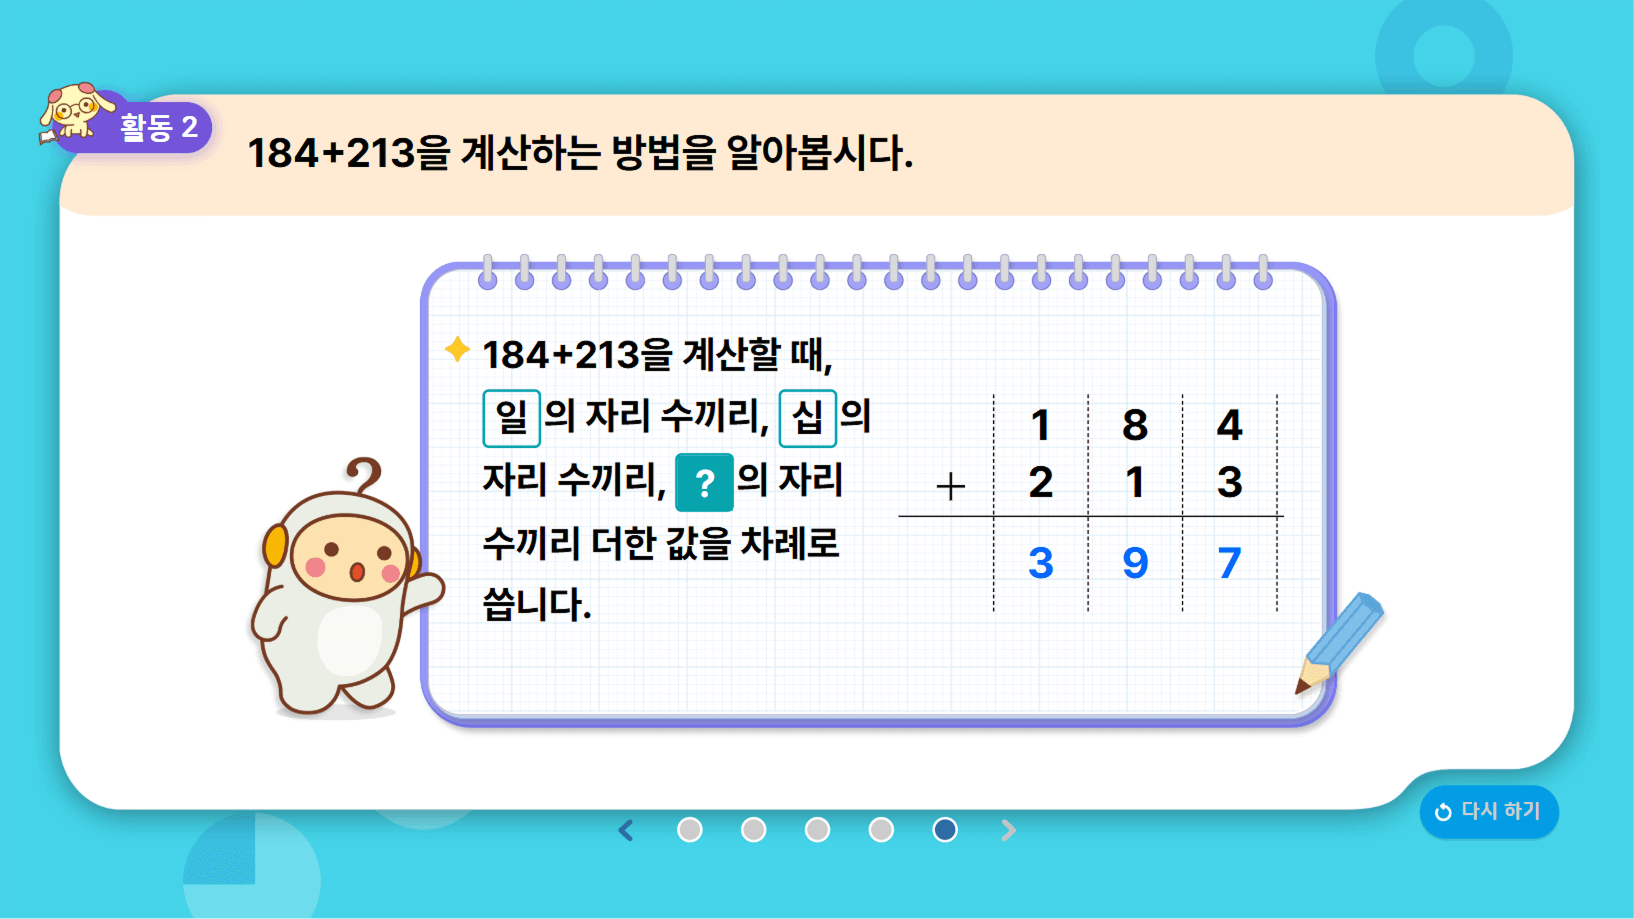 활동 2
184+213을 계산하는 방법을 알아봅시다.
184+213을 계산할 때,
일의 자리 수끼리, 십의
자리 수끼리, ?의 자리
수끼리 더한 값을 차례로
씁니다.
1 8 4
+ 2 1 3
3 9 7
다시 하기